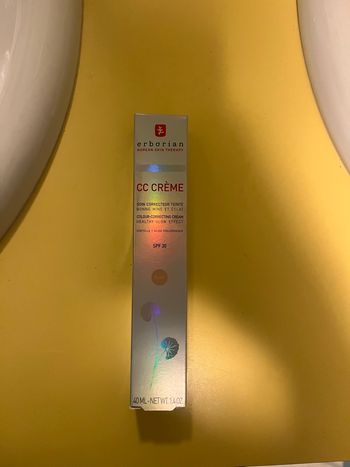 erborian
KOREAN SKIN THERAPY
CC CRÈME
SOIN CORRECTEUR TEINTÉ
BONNE MINE ET ÉCLAT
COLOUR-CORRECTING CREAM
HEALTHY GLOW EFFECT
SPF 20
40 ML-NET WT. 1.4 OZ.